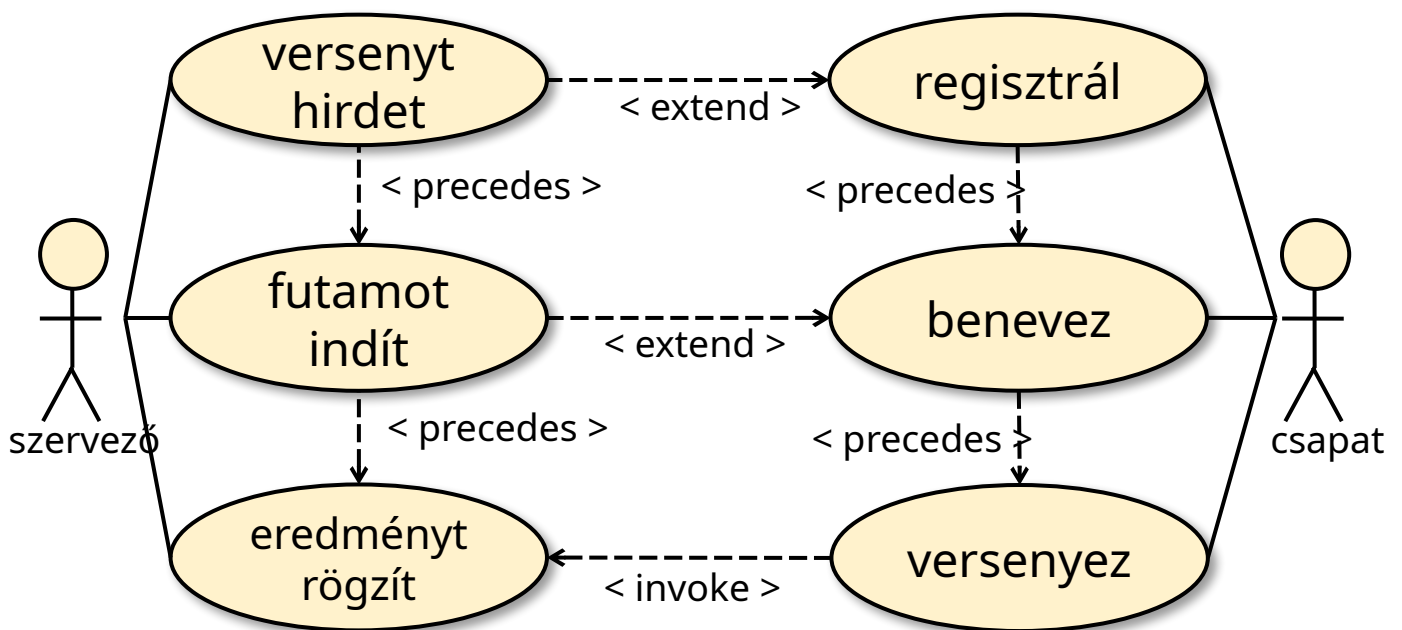 versenyt
hirdet
< extend >
regisztrál
< precedes >
< precedes >
futamot
indít
< extend >
benevez
szervező
< precedes >
< precedes >
csapat
eredményt
rögzít
< invoke >
versenyez